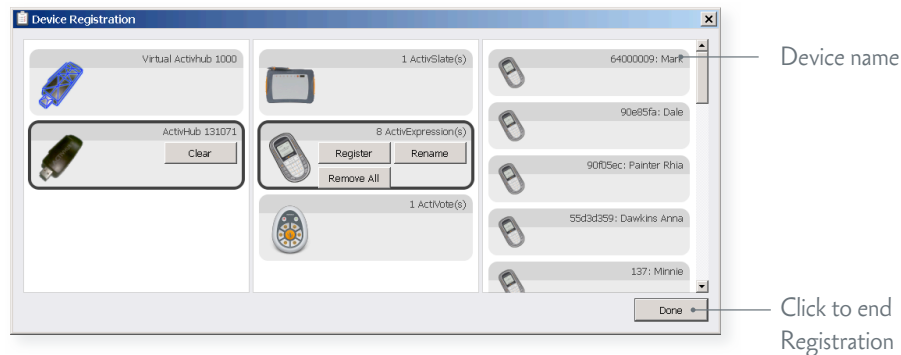 Device Registration
Virtual Activhub 1000
ActivHub 131071
Clear
1 ActivSlate(s)
8 ActivExpression(s)
Register
Rename
Remove All
1 ActiVote(s)
64000009: Mark
90e85fa: Dale
90f05ec: Painter Rhia
55d3d359: Dawkins Anna
137: Minnie
Done
Device name
Click to end
Registration